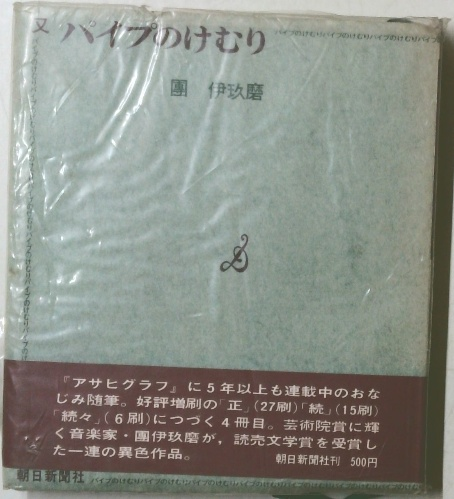 又 パイプのけむり
團 伊玖磨
『アサヒグラフ』に5年以上も連載中のおな
じみ随筆。好評増刷の「正」(27刷)「続」(15刷)
「続々」(6刷)につづく4冊目。芸術院賞に輝
く音楽家・團伊玖磨が，読売文学賞を受賞し
た一連の異色作品。
朝日新聞社刊 500円
朝日新聞社